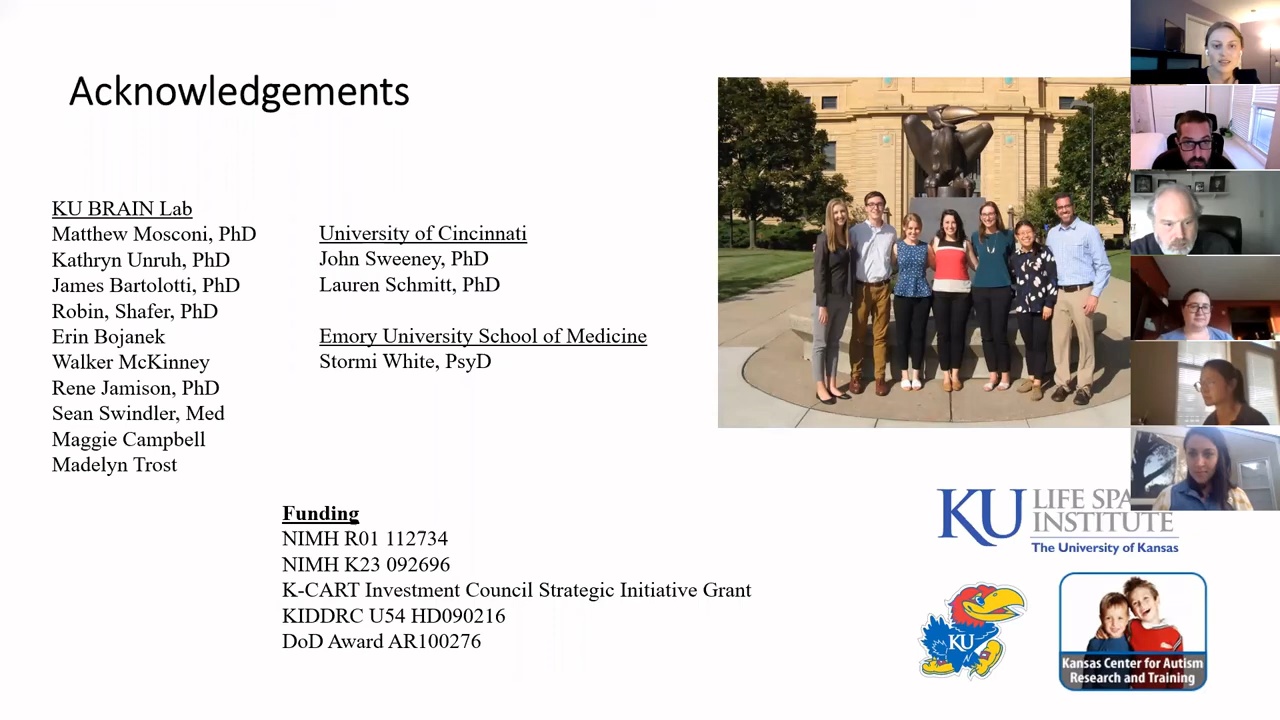 Acknowledgements
KU BRAIN Lab
Matthew Mosconi, PhD
Kathryn Unruh, PhD
James Bartolotti, PhD
Robin, Shafer, PhD
Erin Bojanek
Walker McKinney
Rene Jamison, PhD
Sean Swindler, Med
Maggie Campbell
Madelyn Trost
University of Cincinnati
John Sweeney, PhD
Lauren Schmitt, PhD
Emory University School of Medicine
Stormi White, PsyD
Funding
NIMH R01 112734
NIMH K23 092696
K-CART Investment Council Strategic Initiative Grant
KIDDRC U54 HD090216
DoD Award AR100276
KU LIFE SPA
INSTITUTE
The University of Kansas
KU
Kansas Center for Autism
Research and Training